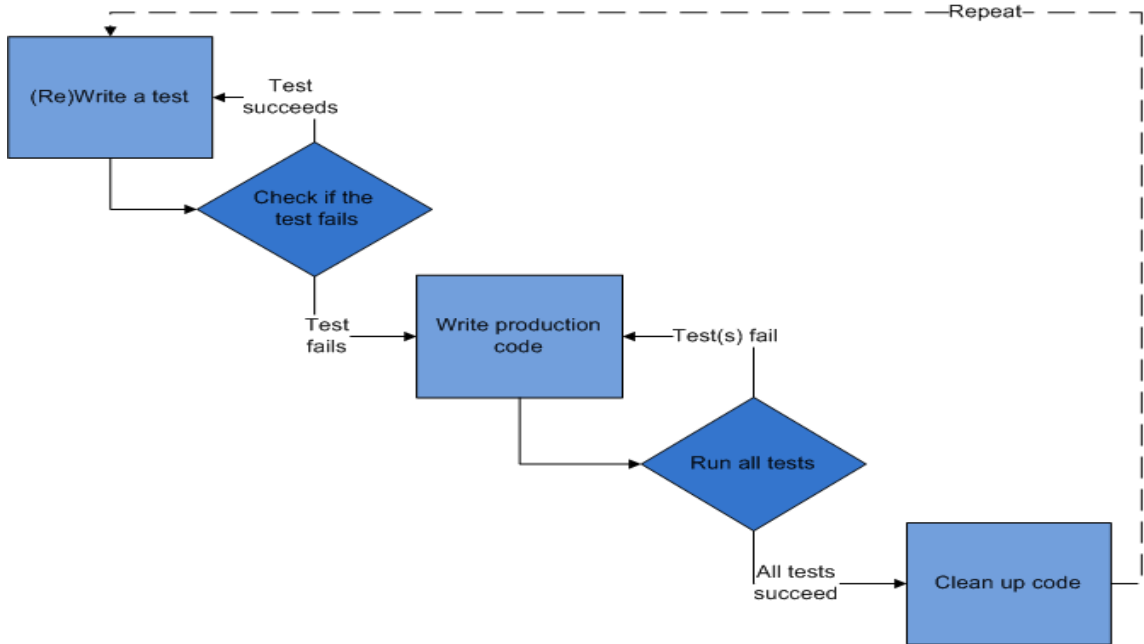 Repeat
(Re)Write a test
Test
succeeds
Check if the
test fails
Test
fails
Write production
code
Test(s) fail
Run all tests
All tests
succeed
Clean up code